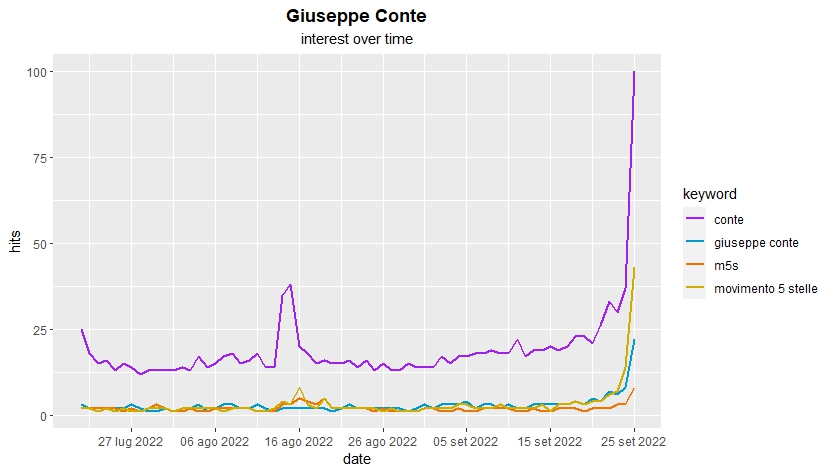 Giuseppe Conte
interest over time
100
75
50
25
0
hits
27 lug 2022
06 ago 2022
16 ago 2022
26 ago 2022
05 set 2022
15 set 2022
25 set 2022
date
keyword
conte
giuseppe conte
m5s
movimento 5 stelle